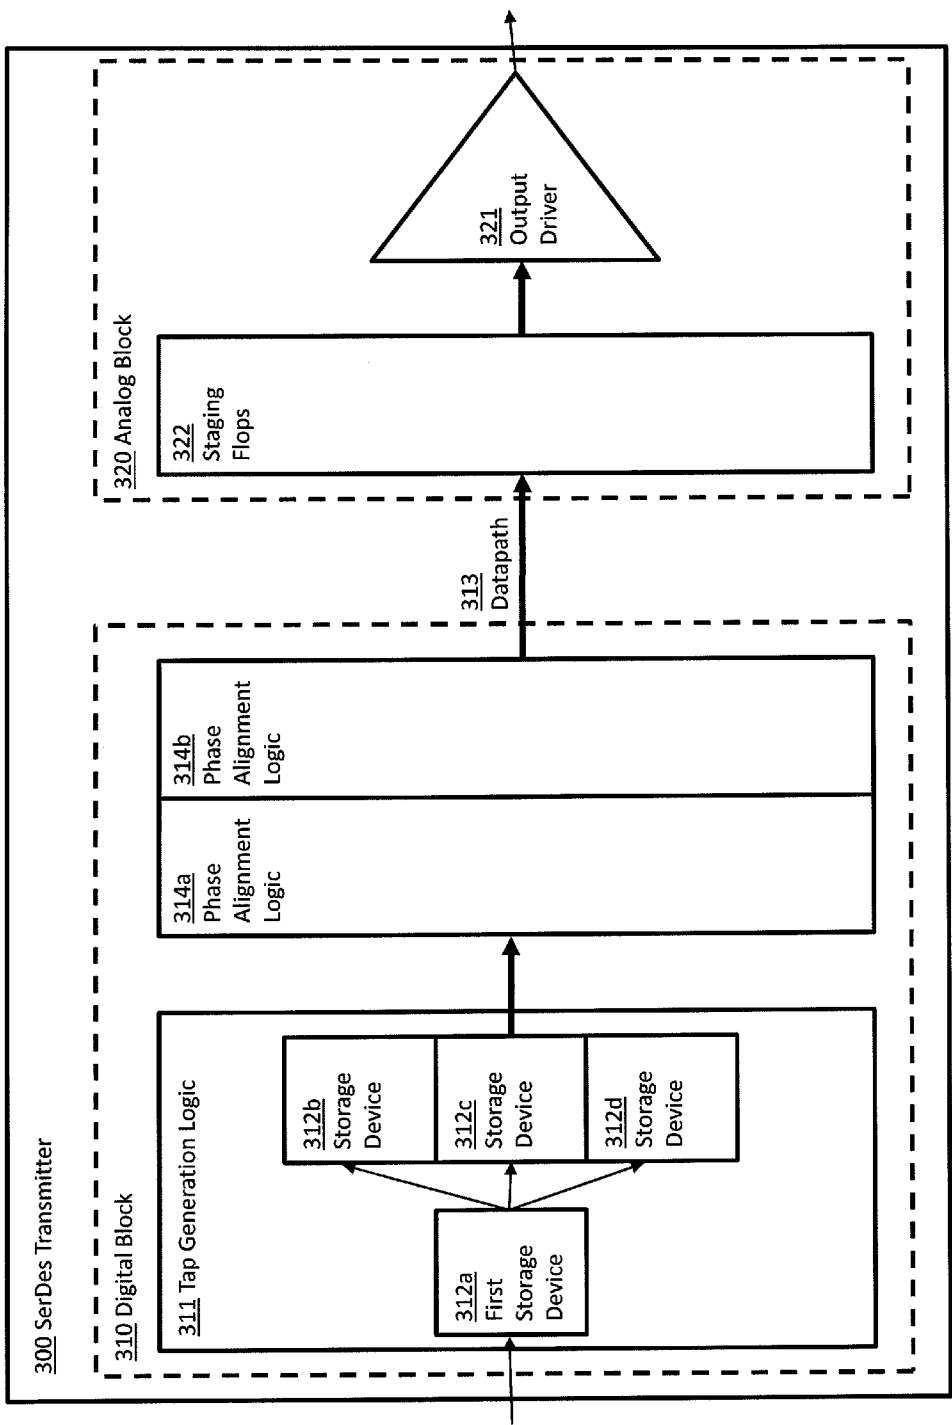 300 SerDes Transmitter
310 Digital Block
311 Tap Generation Logic
312a First
Storage
Device
312b
Storage
Device
312c
Storage
Device
312d
Storage
Device
314a
Phase
Alignment
Logic
314b
Phase
Alignment
Logic
313
Datapath
320 Analog Block
322
Staging
Flops
321
Output
Driver